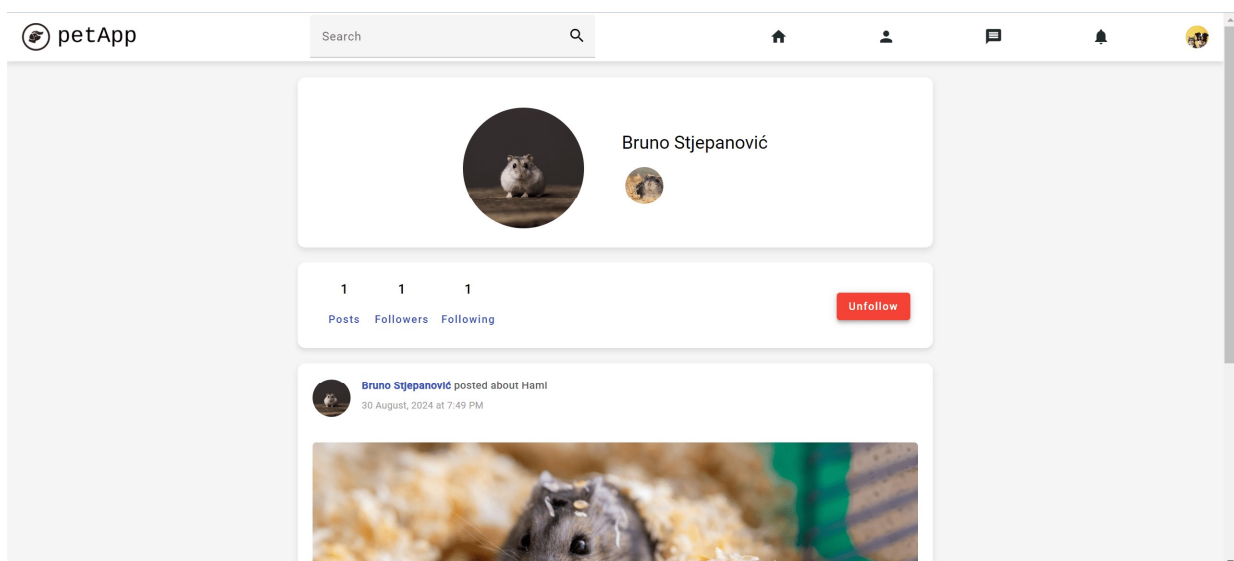 petApp
Search
Bruno Stjepanović
1 1 1
Posts Followers Following
Unfollow
Bruno Stjepanović posted about Hami
30 August, 2024 at 7:49 PM